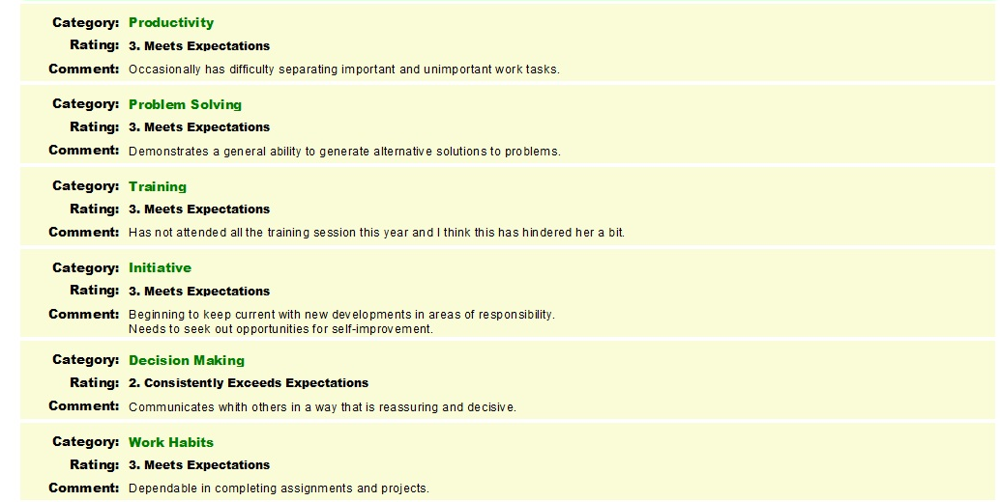 Category: Productivity
Rating: 3. Meets Expectations
Comment: Occasionally has difficulty separating important and unimportant work tasks.
Category: Problem Solving
Rating: 3. Meets Expectations
Comment: Demonstrates a general ability to generate alternative solutions to problems.
Category: Training
Rating: 3. Meets Expectations
Comment: Has not attended all the training session this year and I think this has hindered her a bit.
Category: Initiative
Rating: 3. Meets Expectations
Comment: Beginning to keep current with new developments in areas of responsibility.
Needs to seek out opportunities for self-improvement.
Category: Decision Making
Rating: 2. Consistently Exceeds Expectations
Comment: Communicates whith others in a way that is reassuring and decisive.
Category: Work Habits
Rating: 3. Meets Expectations
Comment: Dependable in completing assignments and projects.